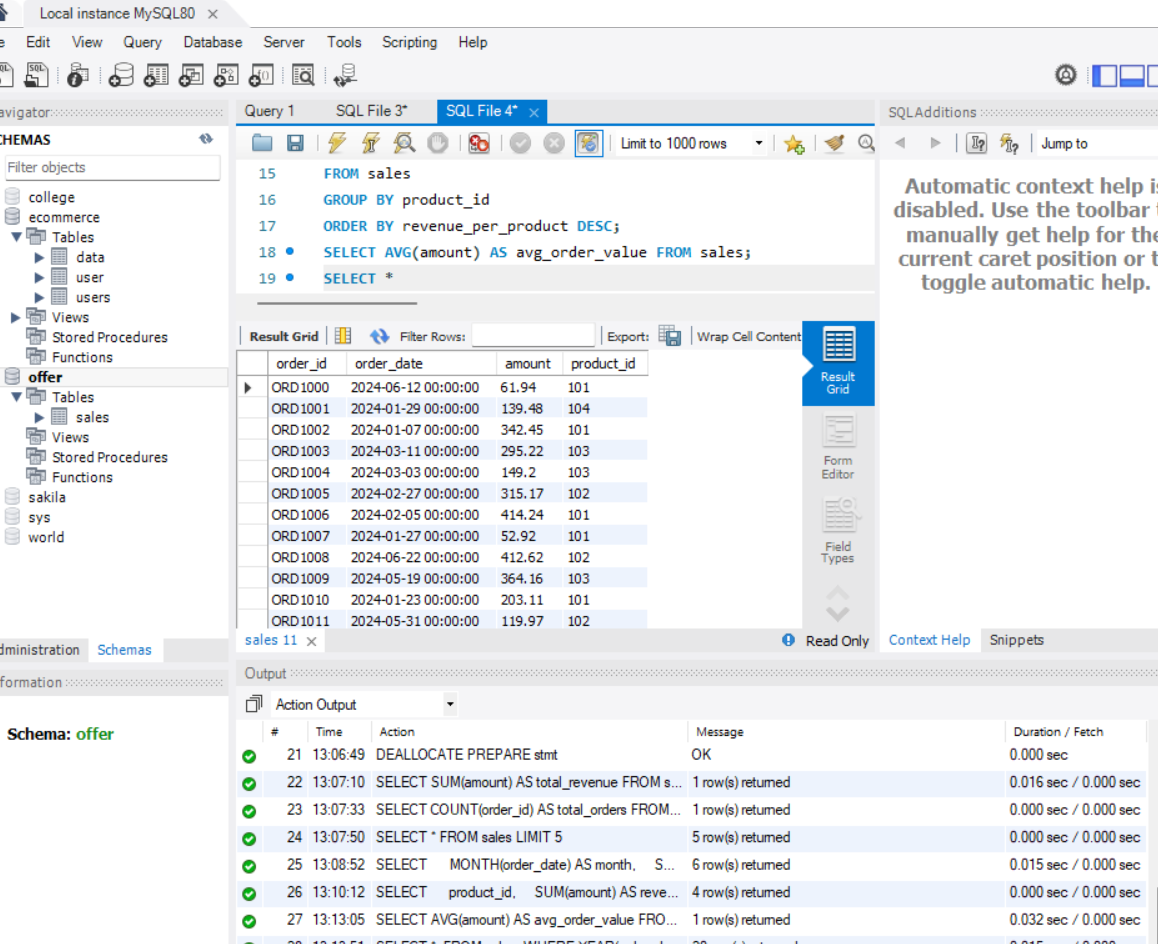 Local instance MySQL80
Edit View Query Database Server Tools Scripting Help
Navigator
SCHEMAS
Filter objects
college
ecommerce
Tables
data
user
users
Views
Stored Procedures
Functions
offer
Tables
sales
Views
Stored Procedures
Functions
sakila
sys
world
Administration Schemas
Information
Schema: offer
Query 1 SQL File 3* SQL File 4*
Limit to 1000 rows
15 FROM sales
16 GROUP BY product_id
17 ORDER BY revenue_per_product DESC;
18 SELECT AVG(amount) AS avg_order_value FROM sales;
19 SELECT *
Result Grid Filter Rows: Export: Wrap Cell Content
order_id order_date amount product_id
ORD1000 2024-06-12 00:00:00 61.94 101
ORD1001 2024-01-29 00:00:00 139.48 104
ORD1002 2024-01-07 00:00:00 342.45 101
ORD1003 2024-03-11 00:00:00 295.22 103
ORD1004 2024-03-03 00:00:00 149.2 103
ORD1005 2024-02-27 00:00:00 315.17 102
ORD1006 2024-02-05 00:00:00 414.24 101
ORD1007 2024-01-27 00:00:00 52.92 101
ORD1008 2024-06-22 00:00:00 412.62 102
ORD1009 2024-05-19 00:00:00 364.16 103
ORD1010 2024-01-23 00:00:00 203.11 101
ORD1011 2024-05-31 00:00:00 119.97 102
Result
Grid
Form
Editor
Field
Types
sales 11
Read Only
SQLAdditions
Jump to
Automatic context help is
disabled. Use the toolbar
manually get help for the
current caret position or
toggle automatic help.
Context Help Snippets
Output
Action Output
# Time Action Message Duration / Fetch
21 13:06:49 DEALLOCATE PREPARE stmt OK 0.000 sec
22 13:07:10 SELECT SUM(amount) AS total_revenue FROM s... 1 row(s) returned 0.016 sec / 0.000 sec
23 13:07:33 SELECT COUNT(order_id) AS total_orders FROM... 1 row(s) returned 0.000 sec / 0.000 sec
24 13:07:50 SELECT * FROM sales LIMIT 5 5 row(s) returned 0.000 sec / 0.000 sec
25 13:08:52 SELECT MONTH(order_date) AS month, S... 6 row(s) returned 0.015 sec / 0.000 sec
26 13:10:12 SELECT product_id, SUM(amount) AS reve... 4 row(s) returned 0.000 sec / 0.000 sec
27 13:13:05 SELECT AVG(amount) AS avg_order_value FRO... 1 row(s) returned 0.032 sec / 0.000 sec